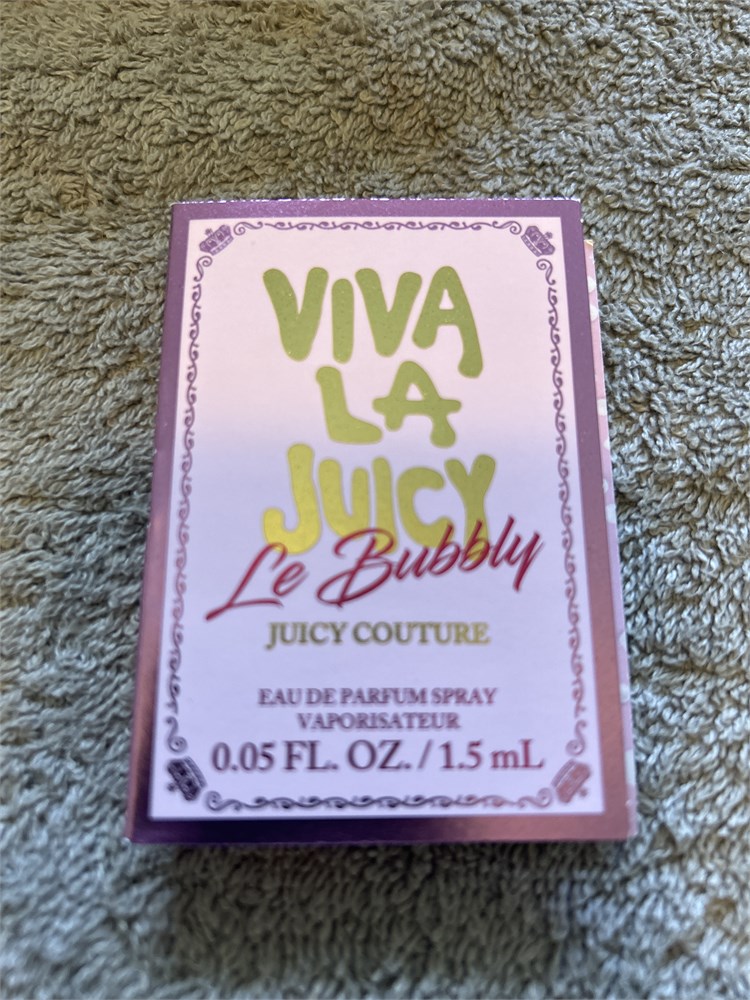 VIVA
LA
JUICY
Le Bubbly
JUICY COUTURE
EAU DE PARFUM SPRAY
VAPORISATEUR
0.05 FL. OZ. / 1.5 mL